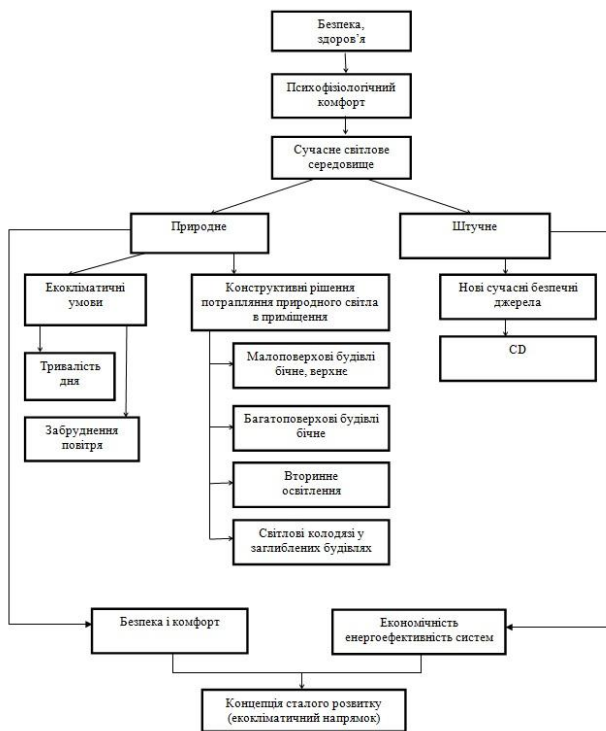 Безпека,
здоров’я
Психофізіологічний
комфорт
Сучасне світлове
середовище
Природне
Штучне
Екокліматичні
умови
Конструктивні рішення
потрапляння природного світла
в приміщення
Нові сучасні безпечні
джерела
Тривалість
дня
Малоповерхові будівлі
бічне, верхнє
CD
Забруднення
повітря
Багатоповерхові будівлі
бічне
Вторинне
освітлення
Світлові колодязі у
заглиблених будівлях
Безпека і комфорт
Економічність
енергоефективність систем
Концепція сталого розвитку
(екокліматичний напрямок)